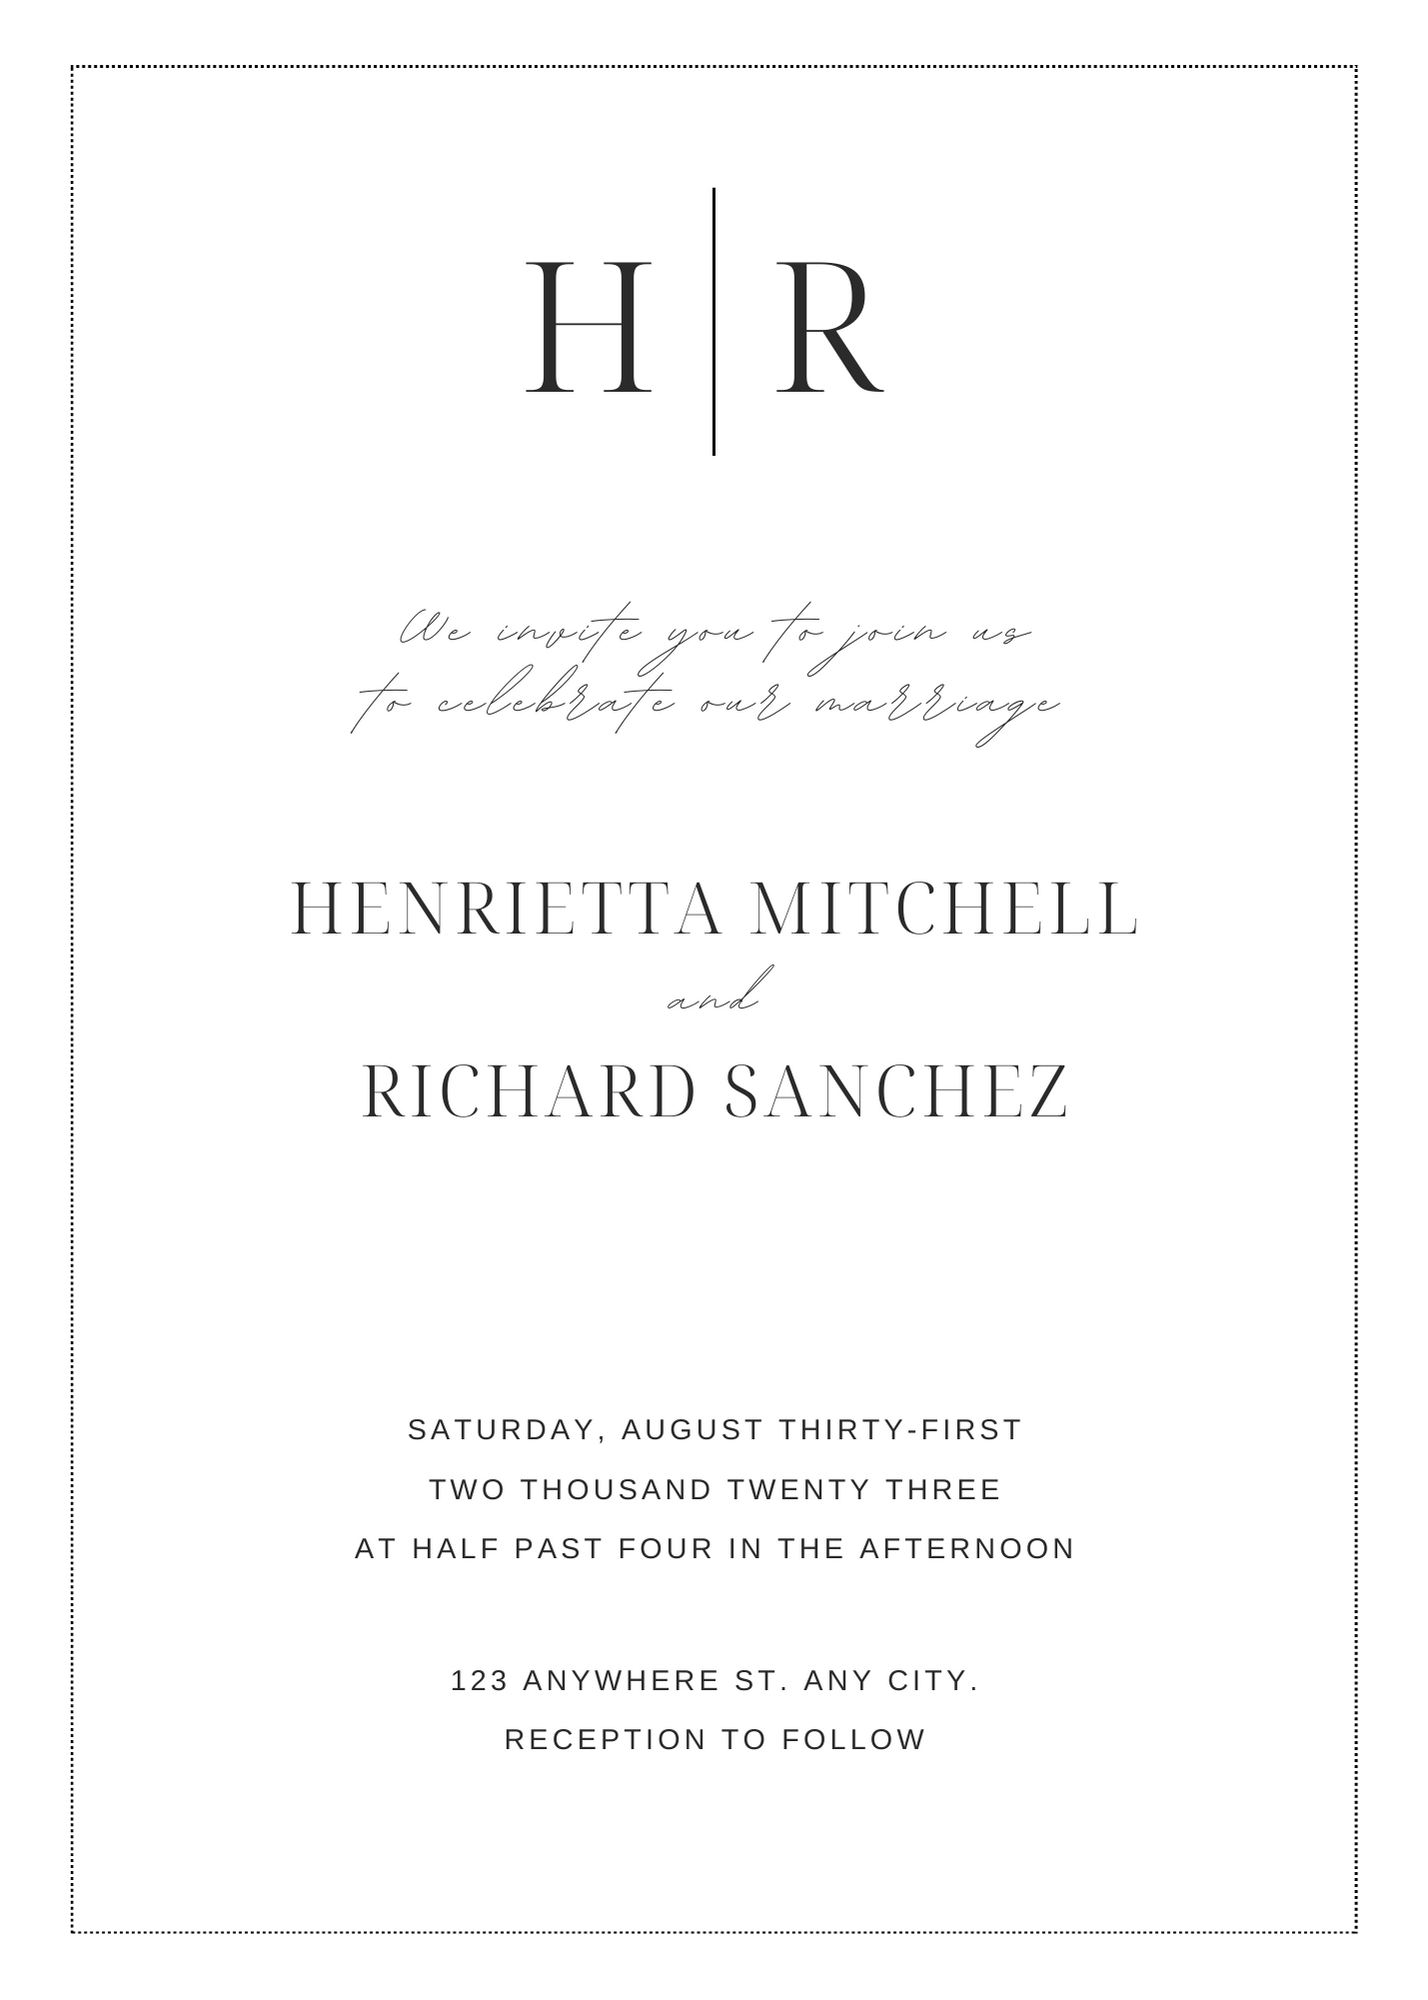 H | R
We invite you to join us
to celebrate our marriage
HENRIETTA MITCHELL
and
RICHARD SANCHEZ
SATURDAY, AUGUST THIRTY-FIRST
TWO THOUSAND TWENTY THREE
AT HALF PAST FOUR IN THE AFTERNOON
123 ANYWHERE ST. ANY CITY.
RECEPTION TO FOLLOW